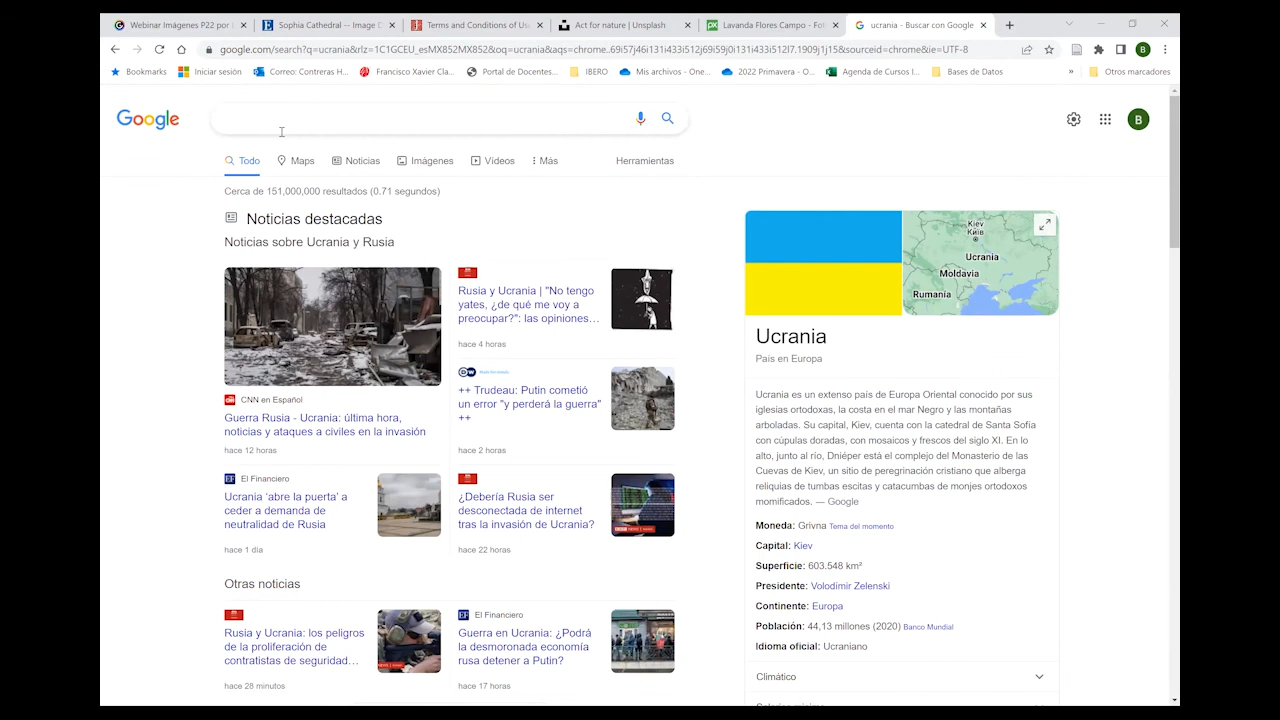 Webinar Imágenes P22 por
Sophia Cathedral -- Image D
Terms and Conditions of Us
Act for nature | Unsplash
Lavanda Flores Campo - Fo
ucrania - Buscar con Google
google.com/search?q=ucrania&rlz=1C1GCEU_esMX852MX852&oq=ucrania&aqs=chrome..69i57j46i131i433i512j69i59j0i131i433i512l7.1909j1j15&sourceid=chrome&ie=UTF-8
B
Bookmarks
Iniciar sesión
Correo: Contreras H...
Francisco Xavier Cla...
Portal de Docentes...
IBERO
Mis archivos - One...
2022 Primavera - O...
Agenda de Cursos I...
Bases de Datos
»
Otros marcadores
Google
B
Todo
Maps
Noticias
Imágenes
Vídeos
Más
Herramientas
Cerca de 151,000,000 resultados (0.71 segundos)
Noticias destacadas
Noticias sobre Ucrania y Rusia
CNN en Español
Guerra Rusia - Ucrania: última hora,
noticias y ataques a civiles en la invasión
hace 12 horas
Rusia y Ucrania | "No tengo
yates, ¿de qué me voy a
preocupar?": las opiniones...
hace 4 horas
DW
++ Trudeau: Putin cometió
un error "y perderá la guerra"
++
hace 2 horas
El Financiero
Ucrania ‘abre la puerta’ a
ceder a demanda de
neutralidad de Rusia
hace 1 día
¿Debería Rusia ser
desconectada de internet
tras la invasión de Ucrania?
hace 22 horas
Otras noticias
Rusia y Ucrania: los peligros
de la proliferación de
contratistas de seguridad...
hace 28 minutos
El Financiero
Guerra en Ucrania: ¿Podrá
la desmoronada economía
rusa detener a Putin?
hace 17 horas
Kiev
Київ
Ucrania
Moldavia
Rumanía
Ucrania
País en Europa
Ucrania es un extenso país de Europa Oriental conocido por sus
iglesias ortodoxas, la costa en el mar Negro y las montañas
arboladas. Su capital, Kiev, cuenta con la catedral de Santa Sofía
con cúpulas doradas, con mosaicos y frescos del siglo XI. En lo
alto, junto al río, Dniéper está el complejo del Monasterio de las
Cuevas de Kiev, un sitio de peregrinación cristiano que alberga
reliquias de tumbas escitas y catacumbas de monjes ortodoxos
momificados. — Google
Moneda: Grivna Tema del momento
Capital: Kiev
Superficie: 603.548 km²
Presidente: Volodímir Zelenski
Continente: Europa
Población: 44,13 millones (2020) Banco Mundial
Idioma oficial: Ucraniano
Climático